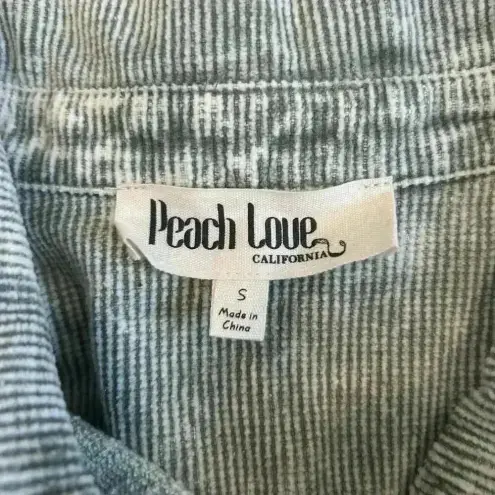 Peach Love
CALIFORNIA
S
Made in
China